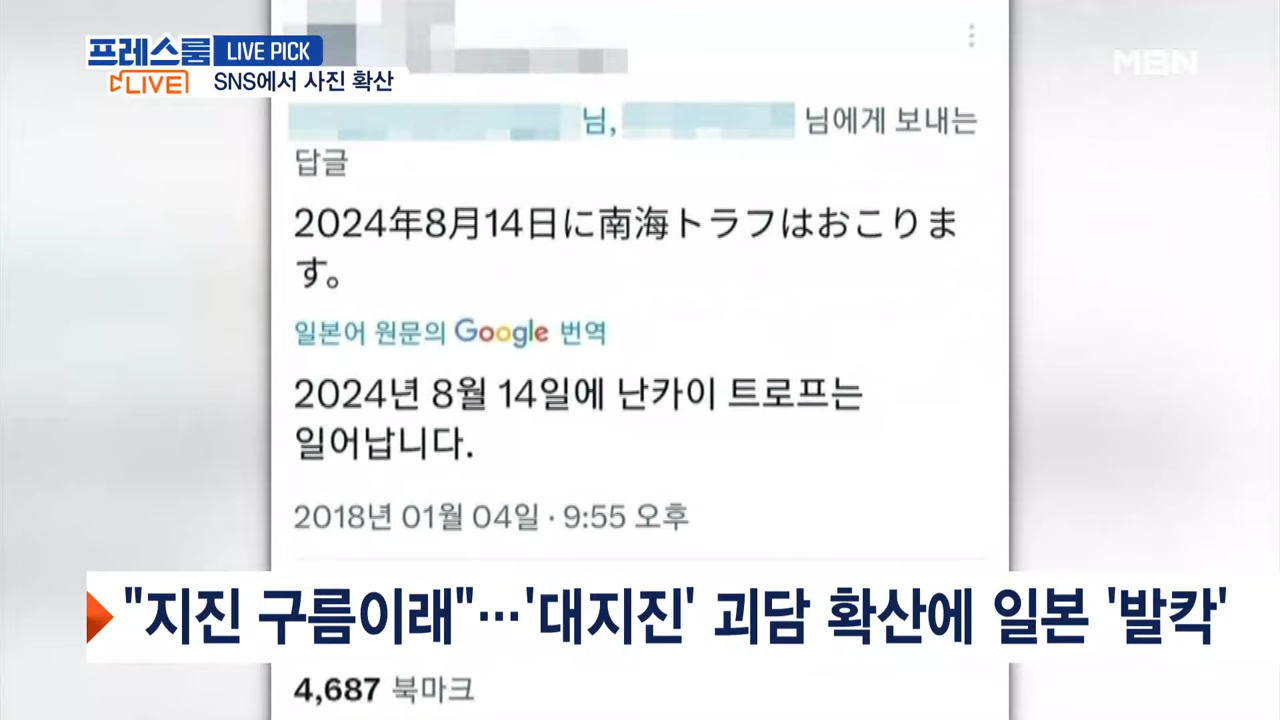 프레스룸 LIVE PICK
LIVE!
SNS에서 사진 확산
MBN
님, 님에게 보내는
답글
2024年8月14日に南海トラフはおこりま
す。
일본어 원문의 Google 번역
2024년 8월 14일에 난카이 트로프는
일어납니다.
2018년 01월 04일 · 9:55 오후
"지진 구름이래"…'대지진' 괴담 확산에 일본 '발칵'
4,687 북마크